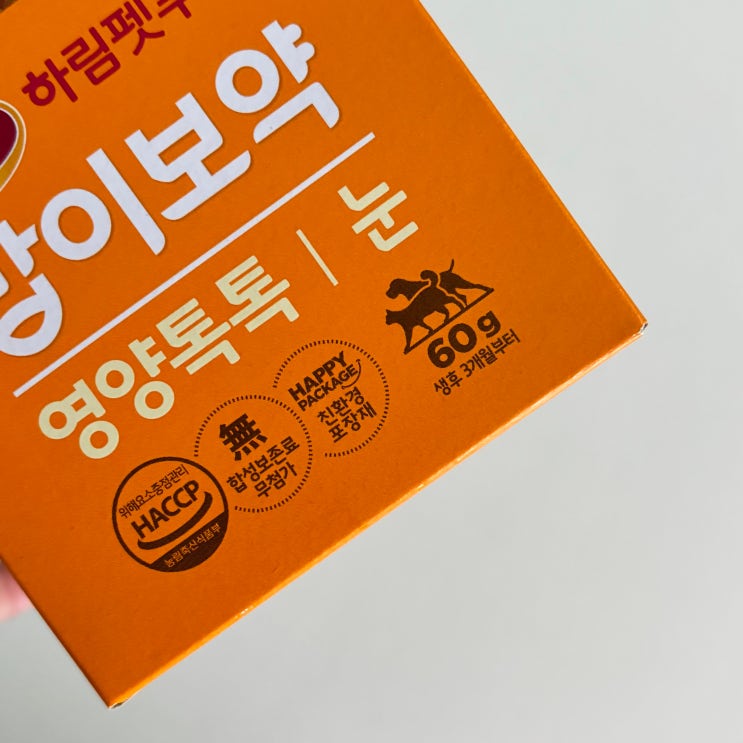 하림펫
이보약
영양톡톡 | 눈
60g
생후 3개월부터
HAPPY
PACKAGE
친환경
포장재
無
합성보존료
무첨가
위해요소중점관리
HACCP
농림축산식품부